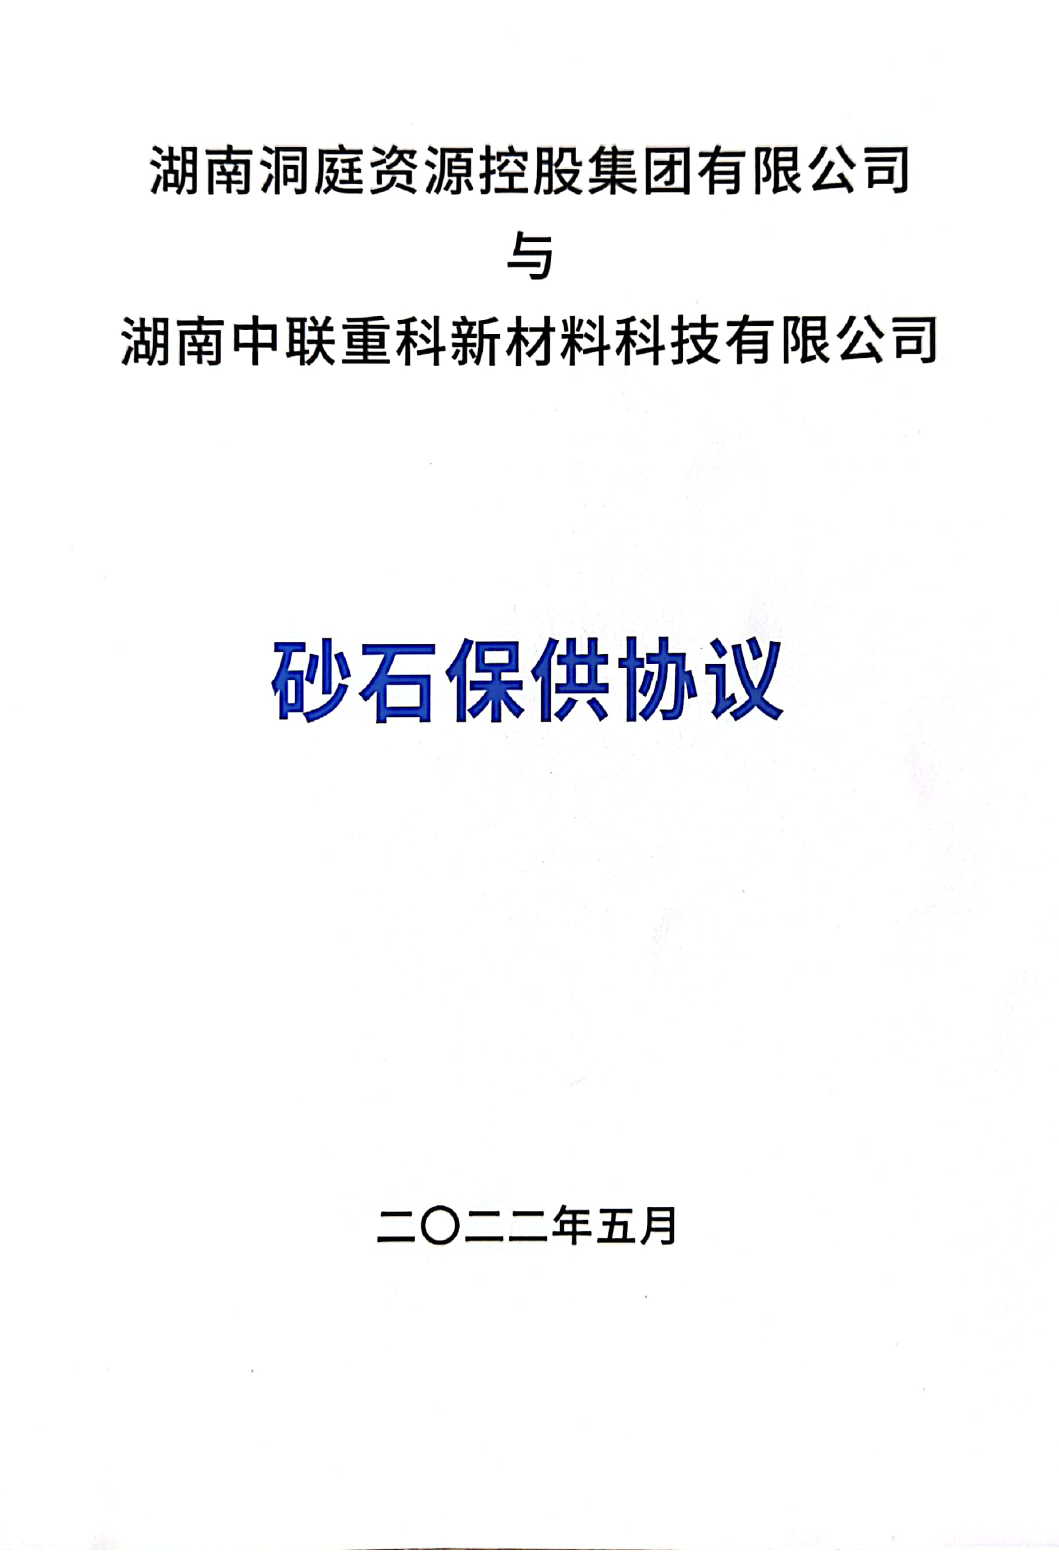 湖南洞庭资源控股集团有限公司
与
湖南中联重科新材料科技有限公司
砂石保供协议
二〇二二年五月